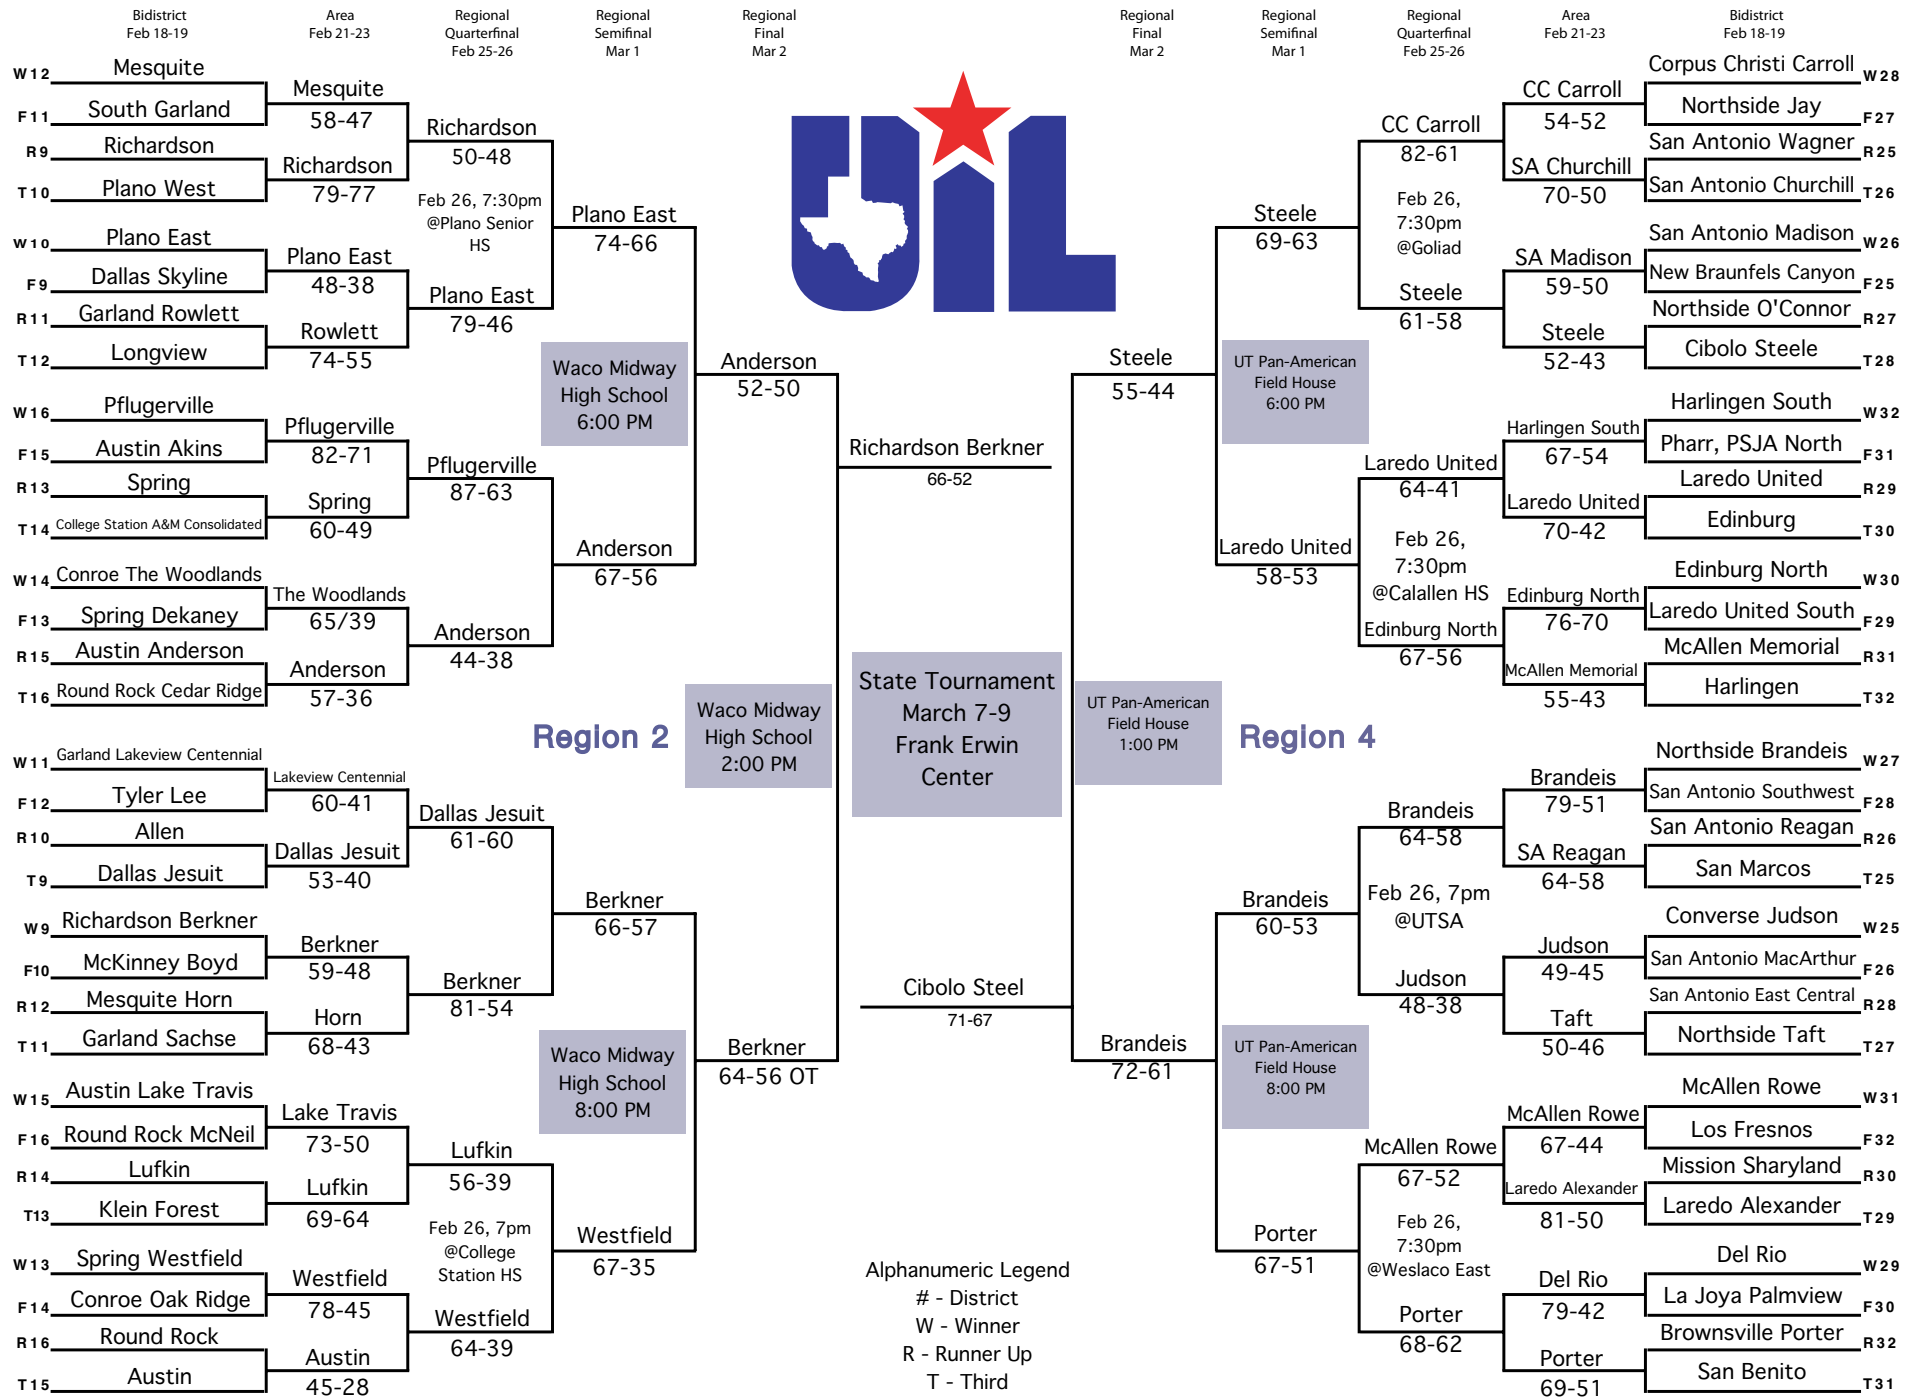 Bidistrict
Feb 18-19
Area
Feb 21-23
Regional
Quarterfinal
Feb 25-26
Regional
Semifinal
Mar 1
Regional
Final
Mar 2
Regional
Final
Mar 2
Regional
Semifinal
Mar 1
Regional
Quarterfinal
Feb 25-26
Area
Feb 21-23
Bidistrict
Feb 18-19
W12 Mesquite
F11 South Garland
R9 Richardson
T10 Plano West
W10 Plano East
F9 Dallas Skyline
R11 Garland Rowlett
T12 Longview
W16 Pflugerville
F15 Austin Akins
R13 Spring
T14 College Station A&M Consolidated
W14 Conroe The Woodlands
F13 Spring Dekaney
R15 Austin Anderson
T16 Round Rock Cedar Ridge
W11 Garland Lakeview Centennial
F12 Tyler Lee
R10 Allen
T9 Dallas Jesuit
W9 Richardson Berkner
F10 McKinney Boyd
R12 Mesquite Horn
T11 Garland Sachse
W15 Austin Lake Travis
F16 Round Rock McNeil
R14 Lufkin
T13 Klein Forest
W13 Spring Westfield
F14 Conroe Oak Ridge
R16 Round Rock
T15 Austin
Mesquite
58-47
Richardson
79-77
Plano East
48-38
Rowlett
74-55
Pflugerville
82-71
Spring
60-49
The Woodlands
65/39
Anderson
57-36
Lakeview Centennial
60-41
Dallas Jesuit
53-40
Berkner
59-48
Horn
68-43
Lake Travis
73-50
Lufkin
69-64
Westfield
78-45
Austin
45-28
Richardson
50-48
Feb 26, 7:30pm
@Plano Senior
HS
Plano East
79-46
Pflugerville
87-63
Anderson
44-38
Dallas Jesuit
61-60
Berkner
81-54
Lufkin
56-39
Feb 26, 7pm
@College
Station HS
Westfield
64-39
Plano East
74-66
Waco Midway
High School
6:00 PM
Anderson
67-56
Region 2
Berkner
66-57
Waco Midway
High School
8:00 PM
Westfield
67-35
Anderson
52-50
Waco Midway
High School
2:00 PM
Berkner
64-56 OT
UIL
Richardson Berkner
66-52
State Tournament
March 7-9
Frank Erwin
Center
Cibolo Steel
71-67
Alphanumeric Legend
# - District
W - Winner
R - Runner Up
T - Third
Steele
55-44
UT Pan-American
Field House
1:00 PM
Brandeis
72-61
Steele
69-63
UT Pan-American
Field House
6:00 PM
Laredo United
58-53
Region 4
Brandeis
60-53
UT Pan-American
Field House
8:00 PM
Porter
67-51
CC Carroll
82-61
Feb 26,
7:30pm
@Goliad
Steele
61-58
Laredo United
64-41
Feb 26,
7:30pm
@Calallen HS
Edinburg North
67-56
Brandeis
64-58
Feb 26, 7pm
@UTSA
Judson
48-38
McAllen Rowe
67-52
Feb 26,
7:30pm
@Weslaco East
Porter
68-62
CC Carroll
54-52
SA Churchill
70-50
SA Madison
59-50
Steele
52-43
Harlingen South
67-54
Laredo United
70-42
Edinburg North
76-70
McAllen Memorial
55-43
Brandeis
79-51
SA Reagan
64-58
Judson
49-45
Taft
50-46
McAllen Rowe
67-44
Laredo Alexander
81-50
Del Rio
79-42
Porter
69-51
Corpus Christi Carroll W28
Northside Jay F27
San Antonio Wagner R25
San Antonio Churchill T26
San Antonio Madison W26
New Braunfels Canyon F25
Northside O'Connor R27
Cibolo Steele T28
Harlingen South W32
Pharr, PSJA North F31
Laredo United R29
Edinburg T30
Edinburg North W30
Laredo United South F29
McAllen Memorial R31
Harlingen T32
Northside Brandeis W27
San Antonio Southwest F28
San Antonio Reagan R26
San Marcos T25
Converse Judson W25
San Antonio MacArthur F26
San Antonio East Central R28
Northside Taft T27
McAllen Rowe W31
Los Fresnos F32
Mission Sharyland R30
Laredo Alexander T29
Del Rio W29
La Joya Palmview F30
Brownsville Porter R32
San Benito T31